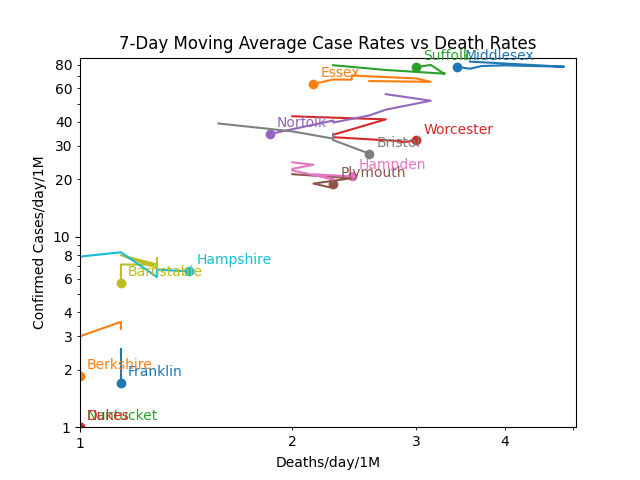 7-Day Moving Average Case Rates vs Death Rates
80
60
40
30
20
10
8
6
4
3
2
1
Confirmed Cases/day/1M
Suffolk
Middlesex
Essex
Norfolk
Worcester
Bristol
Hampden
Plymouth
Hampshire
Barnstable
Berkshire
Franklin
Dukes
Nantucket
1
2
3
4
Deaths/day/1M